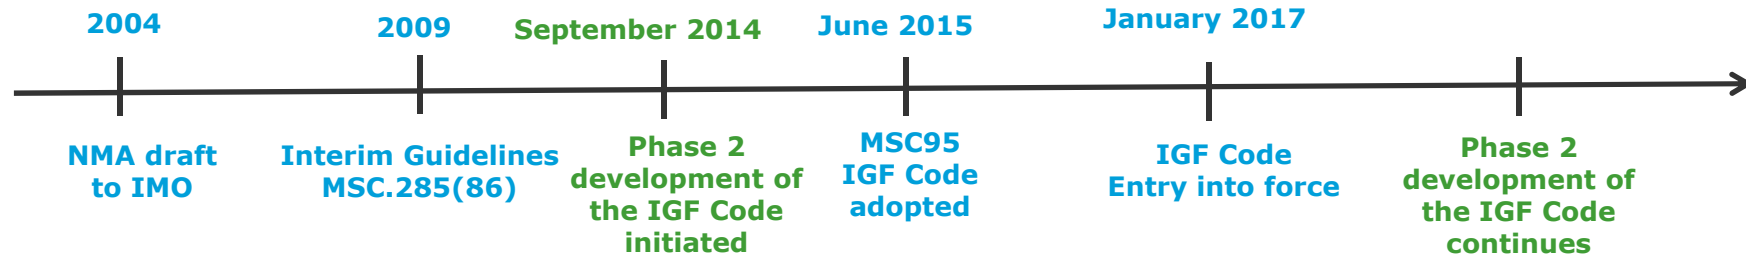 2004
2009
September 2014
June 2015
January 2017
NMA draft
to IMO
Interim Guidelines
MSC.285(86)
Phase 2
development of
the IGF Code
initiated
MSC95
IGF Code
adopted
IGF Code
Entry into force
Phase 2
development of
the IGF Code
continues